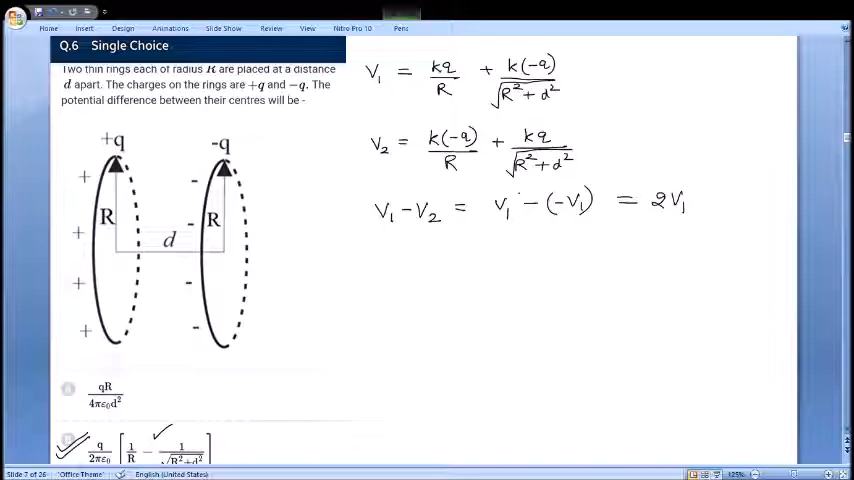 Home Insert Design Animations Slide Show Review View Nitro Pro 10 Pens
Q.6 Single Choice
Two thin rings each of radius R are placed at a distance
d apart. The charges on the rings are +q and −q. The
potential difference between their centres will be -
V₁ = kq/R + k(-q)/√(R²+d²)
V₂ = k(-q)/R + kq/√(R²+d²)
V₁ - V₂ = V₁ - (-V₁) = 2V₁
+q -q
+ -
R R
+ -
d
+ -
+ -
A qR/4πε₀d²
q/2πε₀ [1/R − 1/√(R²+d²)]
Slide 7 of 26 "Office Theme" English (United States) 125%